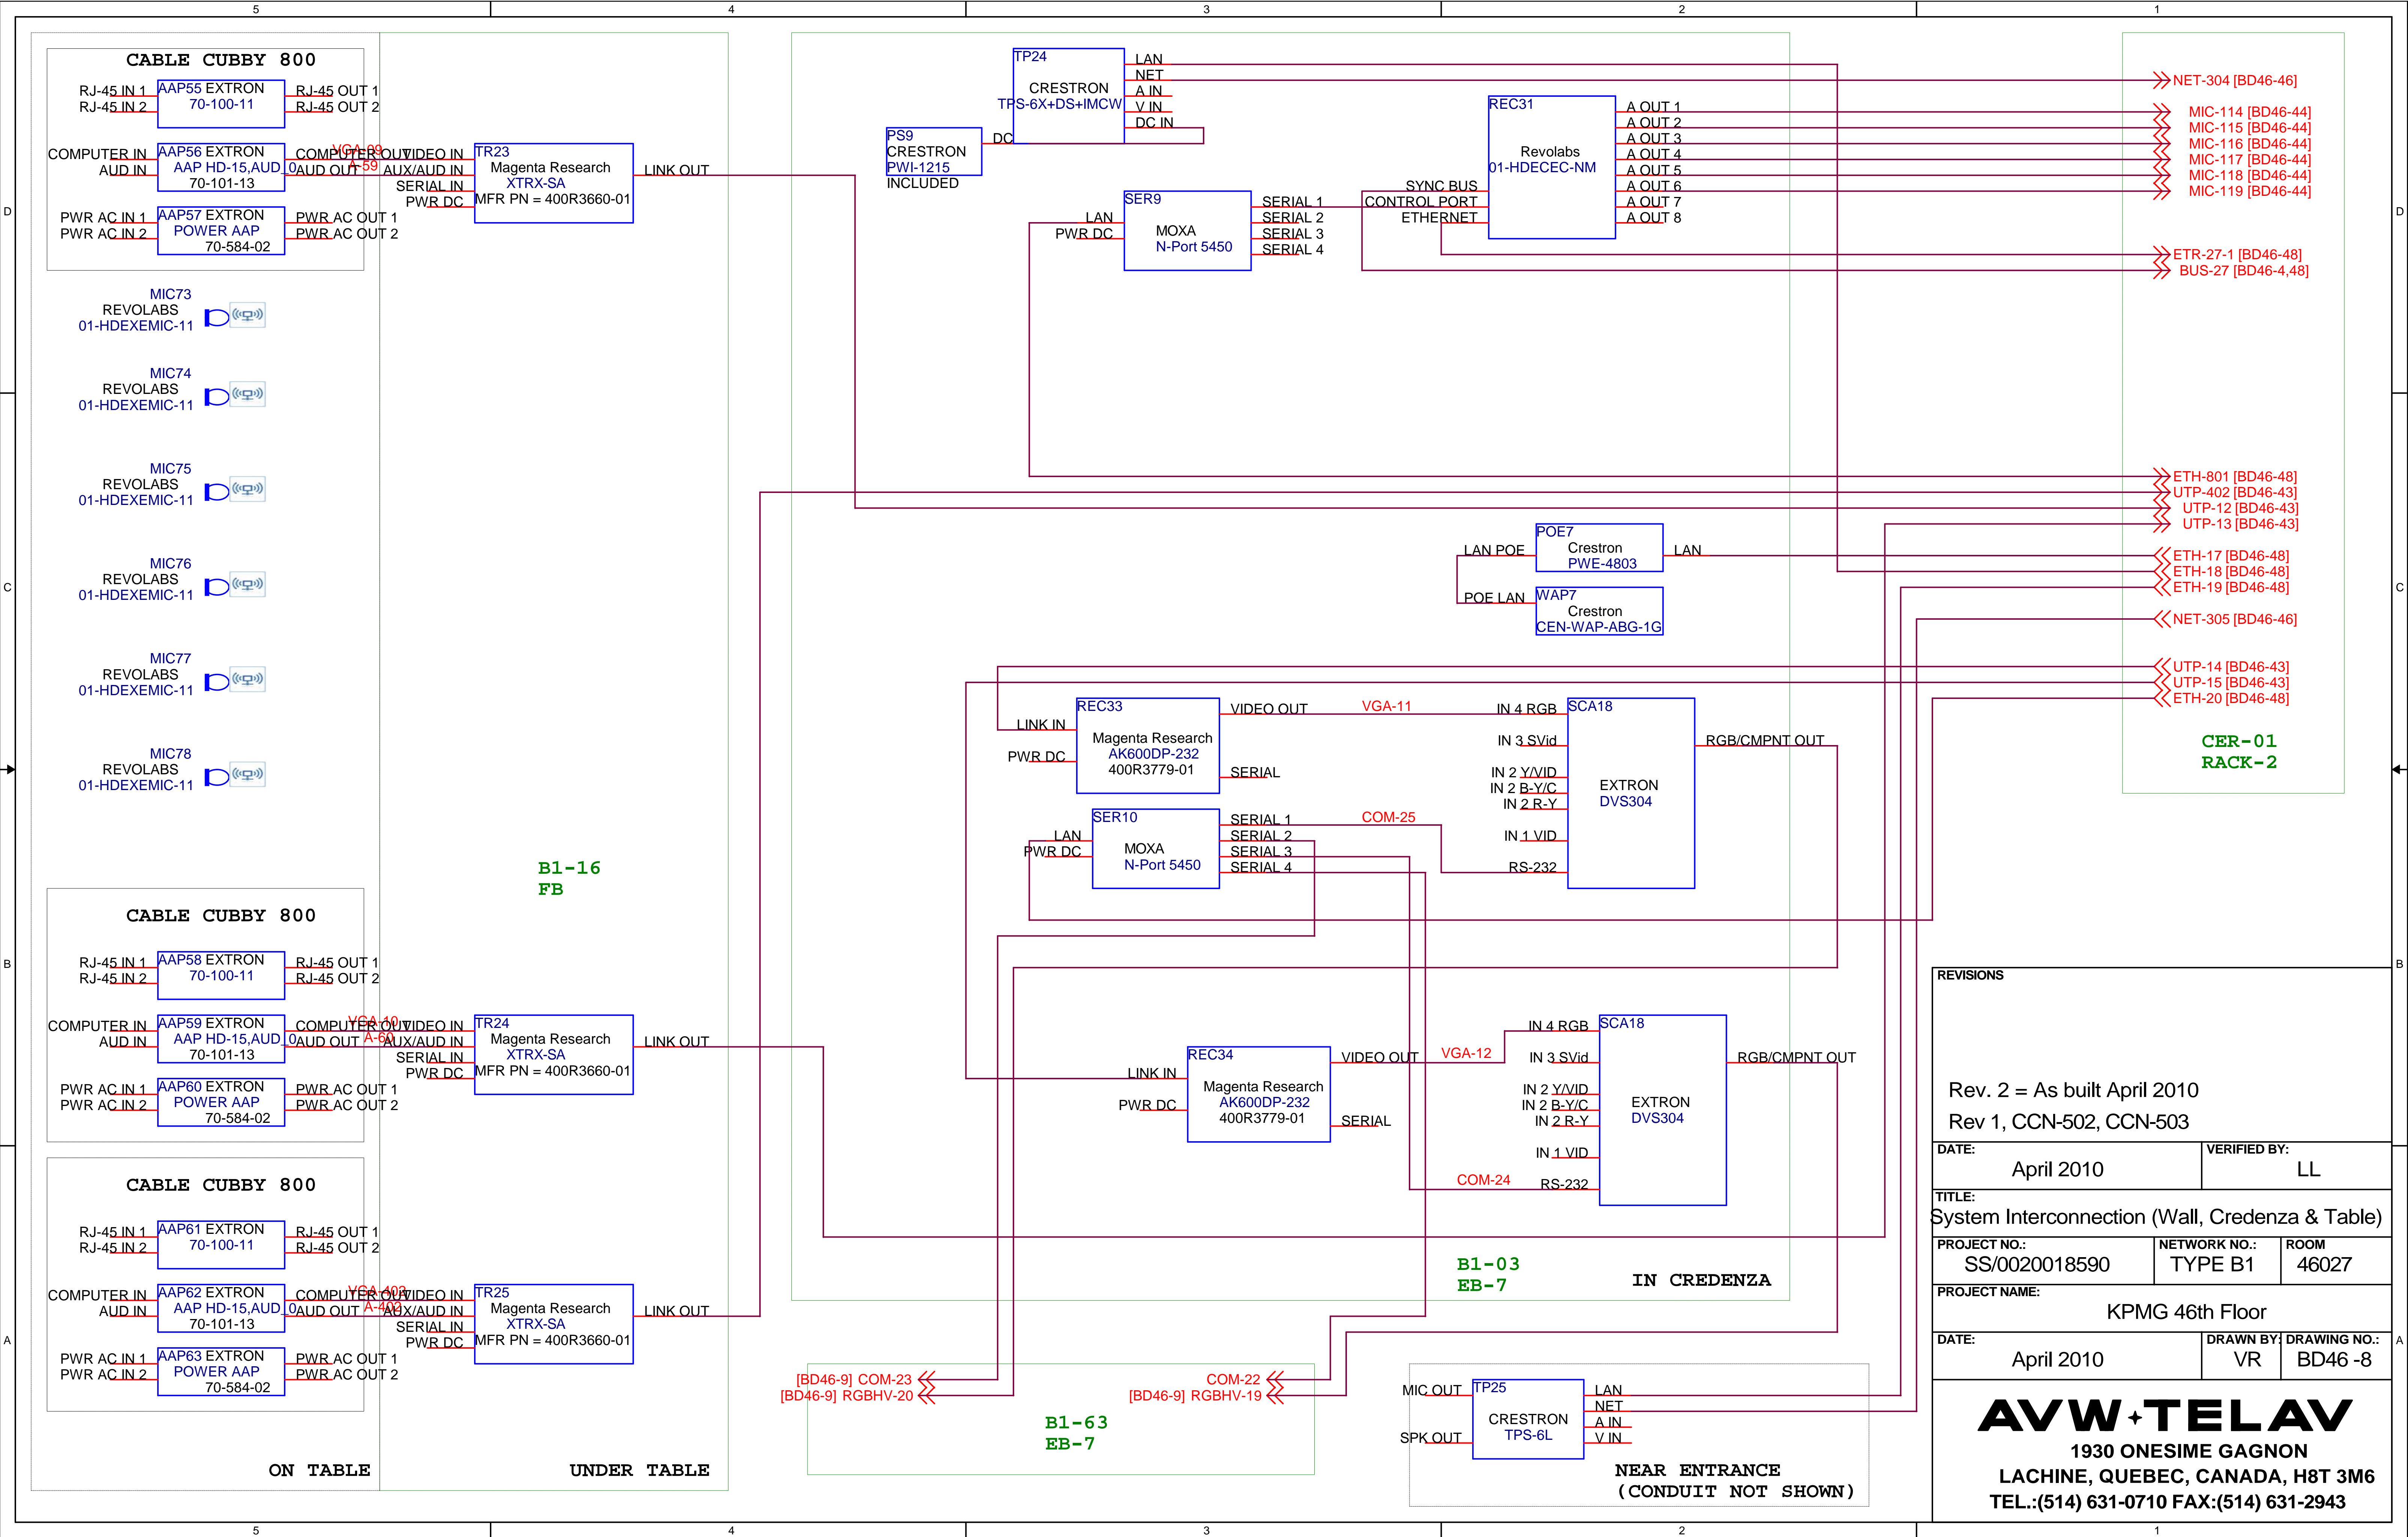 5 4 3 2 1
CABLE CUBBY 800
RJ-45 IN 1
RJ-45 IN 2
AAP55 EXTRON
70-100-11
RJ-45 OUT 1
RJ-45 OUT 2
COMPUTER IN
AUD IN
AAP56 EXTRON
AAP HD-15,AUD_0
70-101-13
COMPUTER OUT
AUD OUT
VGA-09
A-59
PWR AC IN 1
PWR AC IN 2
AAP57 EXTRON
POWER AAP
70-584-02
PWR AC OUT 1
PWR AC OUT 2
VIDEO IN
AUX/AUD IN
SERIAL IN
PWR DC
TR23
Magenta Research
XTRX-SA
MFR PN = 400R3660-01
LINK OUT
MIC73
REVOLABS
01-HDEXEMIC-11
MIC74
REVOLABS
01-HDEXEMIC-11
MIC75
REVOLABS
01-HDEXEMIC-11
MIC76
REVOLABS
01-HDEXEMIC-11
MIC77
REVOLABS
01-HDEXEMIC-11
MIC78
REVOLABS
01-HDEXEMIC-11
B1-16
FB
CABLE CUBBY 800
RJ-45 IN 1
RJ-45 IN 2
AAP58 EXTRON
70-100-11
RJ-45 OUT 1
RJ-45 OUT 2
COMPUTER IN
AUD IN
AAP59 EXTRON
AAP HD-15,AUD_0
70-101-13
COMPUTER OUT
AUD OUT
VGA-10
A-60
PWR AC IN 1
PWR AC IN 2
AAP60 EXTRON
POWER AAP
70-584-02
PWR AC OUT 1
PWR AC OUT 2
VIDEO IN
AUX/AUD IN
SERIAL IN
PWR DC
TR24
Magenta Research
XTRX-SA
MFR PN = 400R3660-01
LINK OUT
CABLE CUBBY 800
RJ-45 IN 1
RJ-45 IN 2
AAP61 EXTRON
70-100-11
RJ-45 OUT 1
RJ-45 OUT 2
COMPUTER IN
AUD IN
AAP62 EXTRON
AAP HD-15,AUD_0
70-101-13
COMPUTER OUT
AUD OUT
VGA-402
A-402
PWR AC IN 1
PWR AC IN 2
AAP63 EXTRON
POWER AAP
70-584-02
PWR AC OUT 1
PWR AC OUT 2
VIDEO IN
AUX/AUD IN
SERIAL IN
PWR DC
TR25
Magenta Research
XTRX-SA
MFR PN = 400R3660-01
LINK OUT
ON TABLE
UNDER TABLE
TP24
CRESTRON
TPS-6X+DS+IMCW
LAN
NET
A IN
V IN
DC IN
PS9
CRESTRON
PWI-1215
INCLUDED
DC
SER9
MOXA
N-Port 5450
LAN
PWR DC
SERIAL 1
SERIAL 2
SERIAL 3
SERIAL 4
REC31
Revolabs
01-HDECEC-NM
SYNC BUS
CONTROL PORT
ETHERNET
A OUT 1
A OUT 2
A OUT 3
A OUT 4
A OUT 5
A OUT 6
A OUT 7
A OUT 8
NET-304 [BD46-46]
MIC-114 [BD46-44]
MIC-115 [BD46-44]
MIC-116 [BD46-44]
MIC-117 [BD46-44]
MIC-118 [BD46-44]
MIC-119 [BD46-44]
ETR-27-1 [BD46-48]
BUS-27 [BD46-4,48]
ETH-801 [BD46-48]
UTP-402 [BD46-43]
UTP-12 [BD46-43]
UTP-13 [BD46-43]
ETH-17 [BD46-48]
ETH-18 [BD46-48]
ETH-19 [BD46-48]
NET-305 [BD46-46]
UTP-14 [BD46-43]
UTP-15 [BD46-43]
ETH-20 [BD46-48]
CER-01
RACK-2
LAN POE
POE7
Crestron
PWE-4803
LAN
POE LAN
WAP7
Crestron
CEN-WAP-ABG-1G
LINK IN
PWR DC
REC33
Magenta Research
AK600DP-232
400R3779-01
VIDEO OUT
SERIAL
VGA-11
IN 4 RGB
IN 3 SVid
IN 2 Y/VID
IN 2 B-Y/C
IN 2 R-Y
IN 1 VID
RS-232
SCA18
EXTRON
DVS304
RGB/CMPNT OUT
LAN
PWR DC
SER10
MOXA
N-Port 5450
SERIAL 1
SERIAL 2
SERIAL 3
SERIAL 4
COM-25
LINK IN
PWR DC
REC34
Magenta Research
AK600DP-232
400R3779-01
VIDEO OUT
SERIAL
VGA-12
COM-24
IN 4 RGB
IN 3 SVid
IN 2 Y/VID
IN 2 B-Y/C
IN 2 R-Y
IN 1 VID
RS-232
SCA18
EXTRON
DVS304
RGB/CMPNT OUT
B1-03
EB-7
IN CREDENZA
[BD46-9] COM-23
[BD46-9] RGBHV-20
COM-22
[BD46-9] RGBHV-19
B1-63
EB-7
MIC OUT
SPK OUT
TP25
CRESTRON
TPS-6L
LAN
NET
A IN
V IN
NEAR ENTRANCE
(CONDUIT NOT SHOWN)
REVISIONS
Rev. 2 = As built April 2010
Rev 1, CCN-502, CCN-503
DATE:
April 2010
VERIFIED BY:
LL
TITLE:
System Interconnection (Wall, Credenza & Table)
PROJECT NO.:
SS/0020018590
NETWORK NO.:
TYPE B1
ROOM
46027
PROJECT NAME:
KPMG 46th Floor
DATE:
April 2010
DRAWN BY:
VR
DRAWING NO.:
BD46 -8
AVW+TELAV
1930 ONESIME GAGNON
LACHINE, QUEBEC, CANADA, H8T 3M6
TEL.:(514) 631-0710 FAX:(514) 631-2943
D
C
B
A
D
C
B
A
5 4 3 2 1